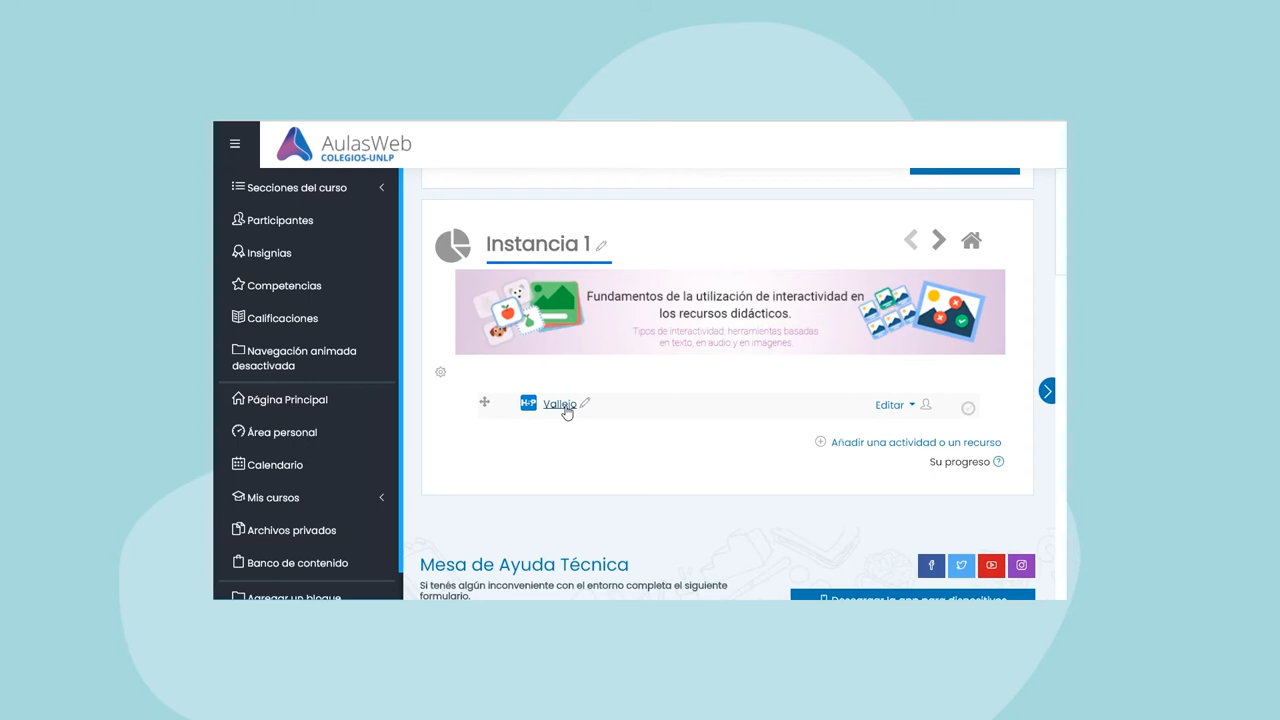 AulasWeb
COLEGIOS-UNLP
Secciones del curso
Participantes
Insignias
Competencias
Calificaciones
Navegación animada
desactivada
Página Principal
Área personal
Calendario
Mis cursos
Archivos privados
Banco de contenido
Agregar un bloque
Instancia 1
Fundamentos de la utilización de interactividad en
los recursos didácticos.
Tipos de interactividad: herramientas basadas
en texto, en audio y en imágenes.
H5P
Vallejo
Editar
Añadir una actividad o un recurso
Su progreso
Mesa de Ayuda Técnica
Si tenés algún inconveniente con el entorno completa el siguiente
formulario.
Descargar la app para dispositivos